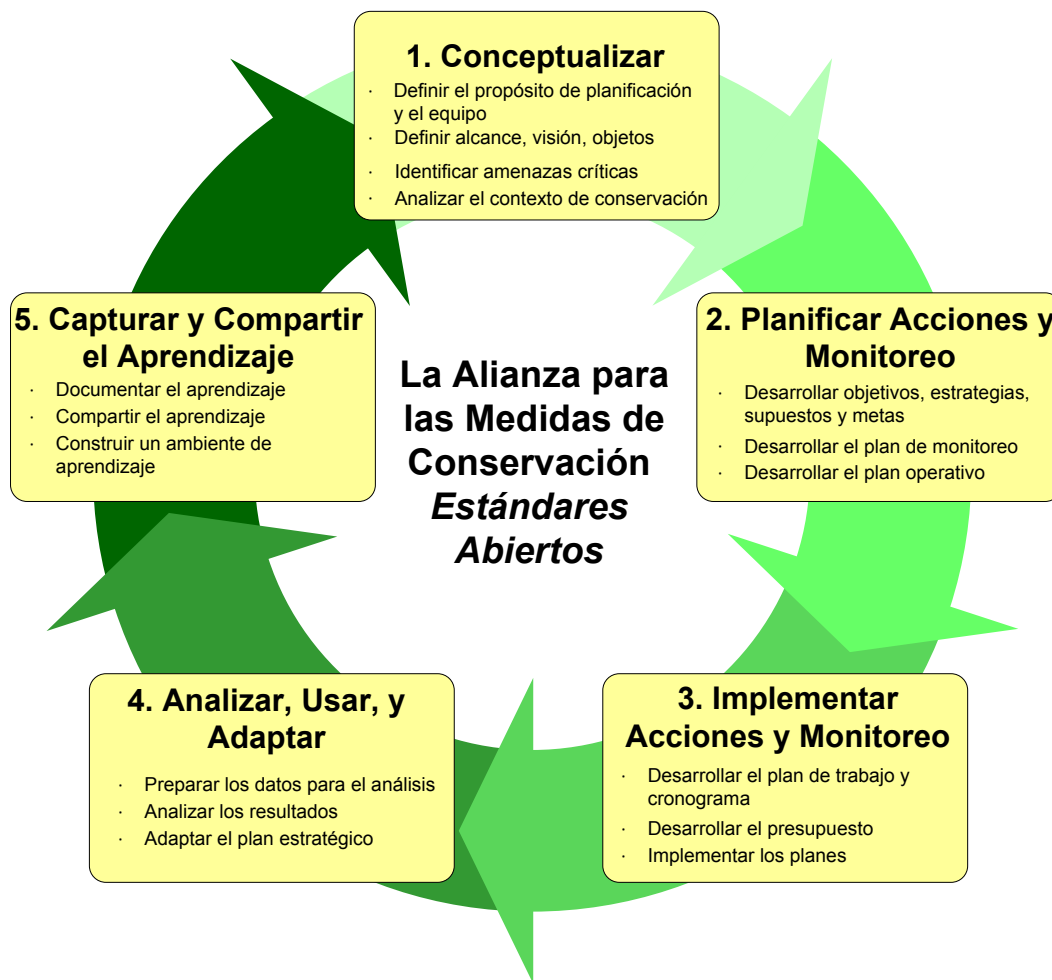 1. Conceptualizar
· Definir el propósito de planificación
y el equipo
· Definir alcance, visión, objetos
· Identificar amenazas críticas
· Analizar el contexto de conservación
2. Planificar Acciones y
Monitoreo
· Desarrollar objetivos, estrategias,
supuestos y metas
· Desarrollar el plan de monitoreo
· Desarrollar el plan operativo
3. Implementar
Acciones y Monitoreo
· Desarrollar el plan de trabajo y
cronograma
· Desarrollar el presupuesto
· Implementar los planes
4. Analizar, Usar, y
Adaptar
· Preparar los datos para el análisis
· Analizar los resultados
· Adaptar el plan estratégico
5. Capturar y Compartir
el Aprendizaje
· Documentar el aprendizaje
· Compartir el aprendizaje
· Construir un ambiente de
aprendizaje
La Alianza para
las Medidas de
Conservación
Estándares
Abiertos